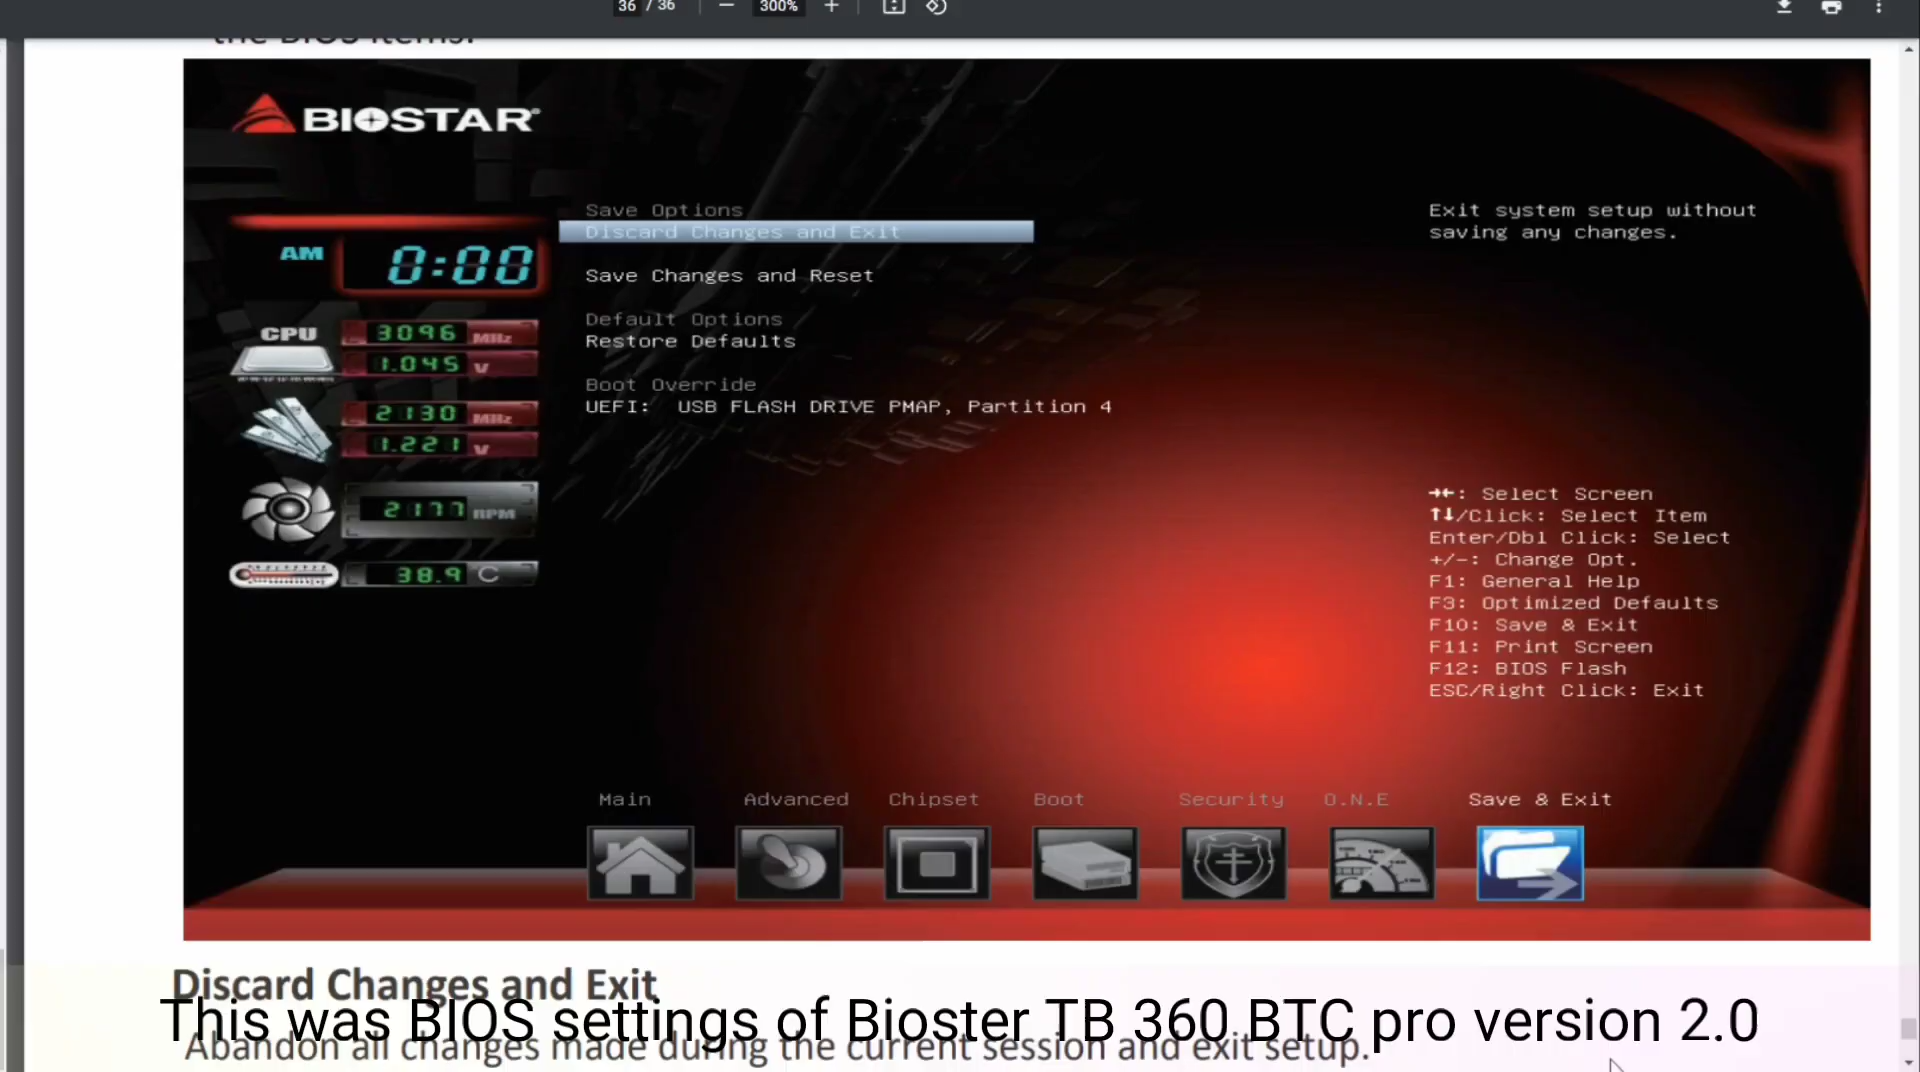 36 / 36
300%
the BIOS items.
BIOSTAR
AM
0:00
CPU
3096 MHz
1.045 V
2130 MHz
1.221 V
2177 RPM
38.9 C
Save Options
Discard Changes and Exit
Save Changes and Reset
Default Options
Restore Defaults
Boot Override
UEFI: USB FLASH DRIVE PMAP, Partition 4
Exit system setup without
saving any changes.
→←: Select Screen
↑↓/Click: Select Item
Enter/Dbl Click: Select
+/-: Change Opt.
F1: General Help
F3: Optimized Defaults
F10: Save & Exit
F11: Print Screen
F12: BIOS Flash
ESC/Right Click: Exit
Main Advanced Chipset Boot Security O.N.E Save & Exit
Discard Changes and Exit
This was BIOS settings of Bioster TB 360 BTC pro version 2.0
Abandon all changes made during the current session and exit setup.